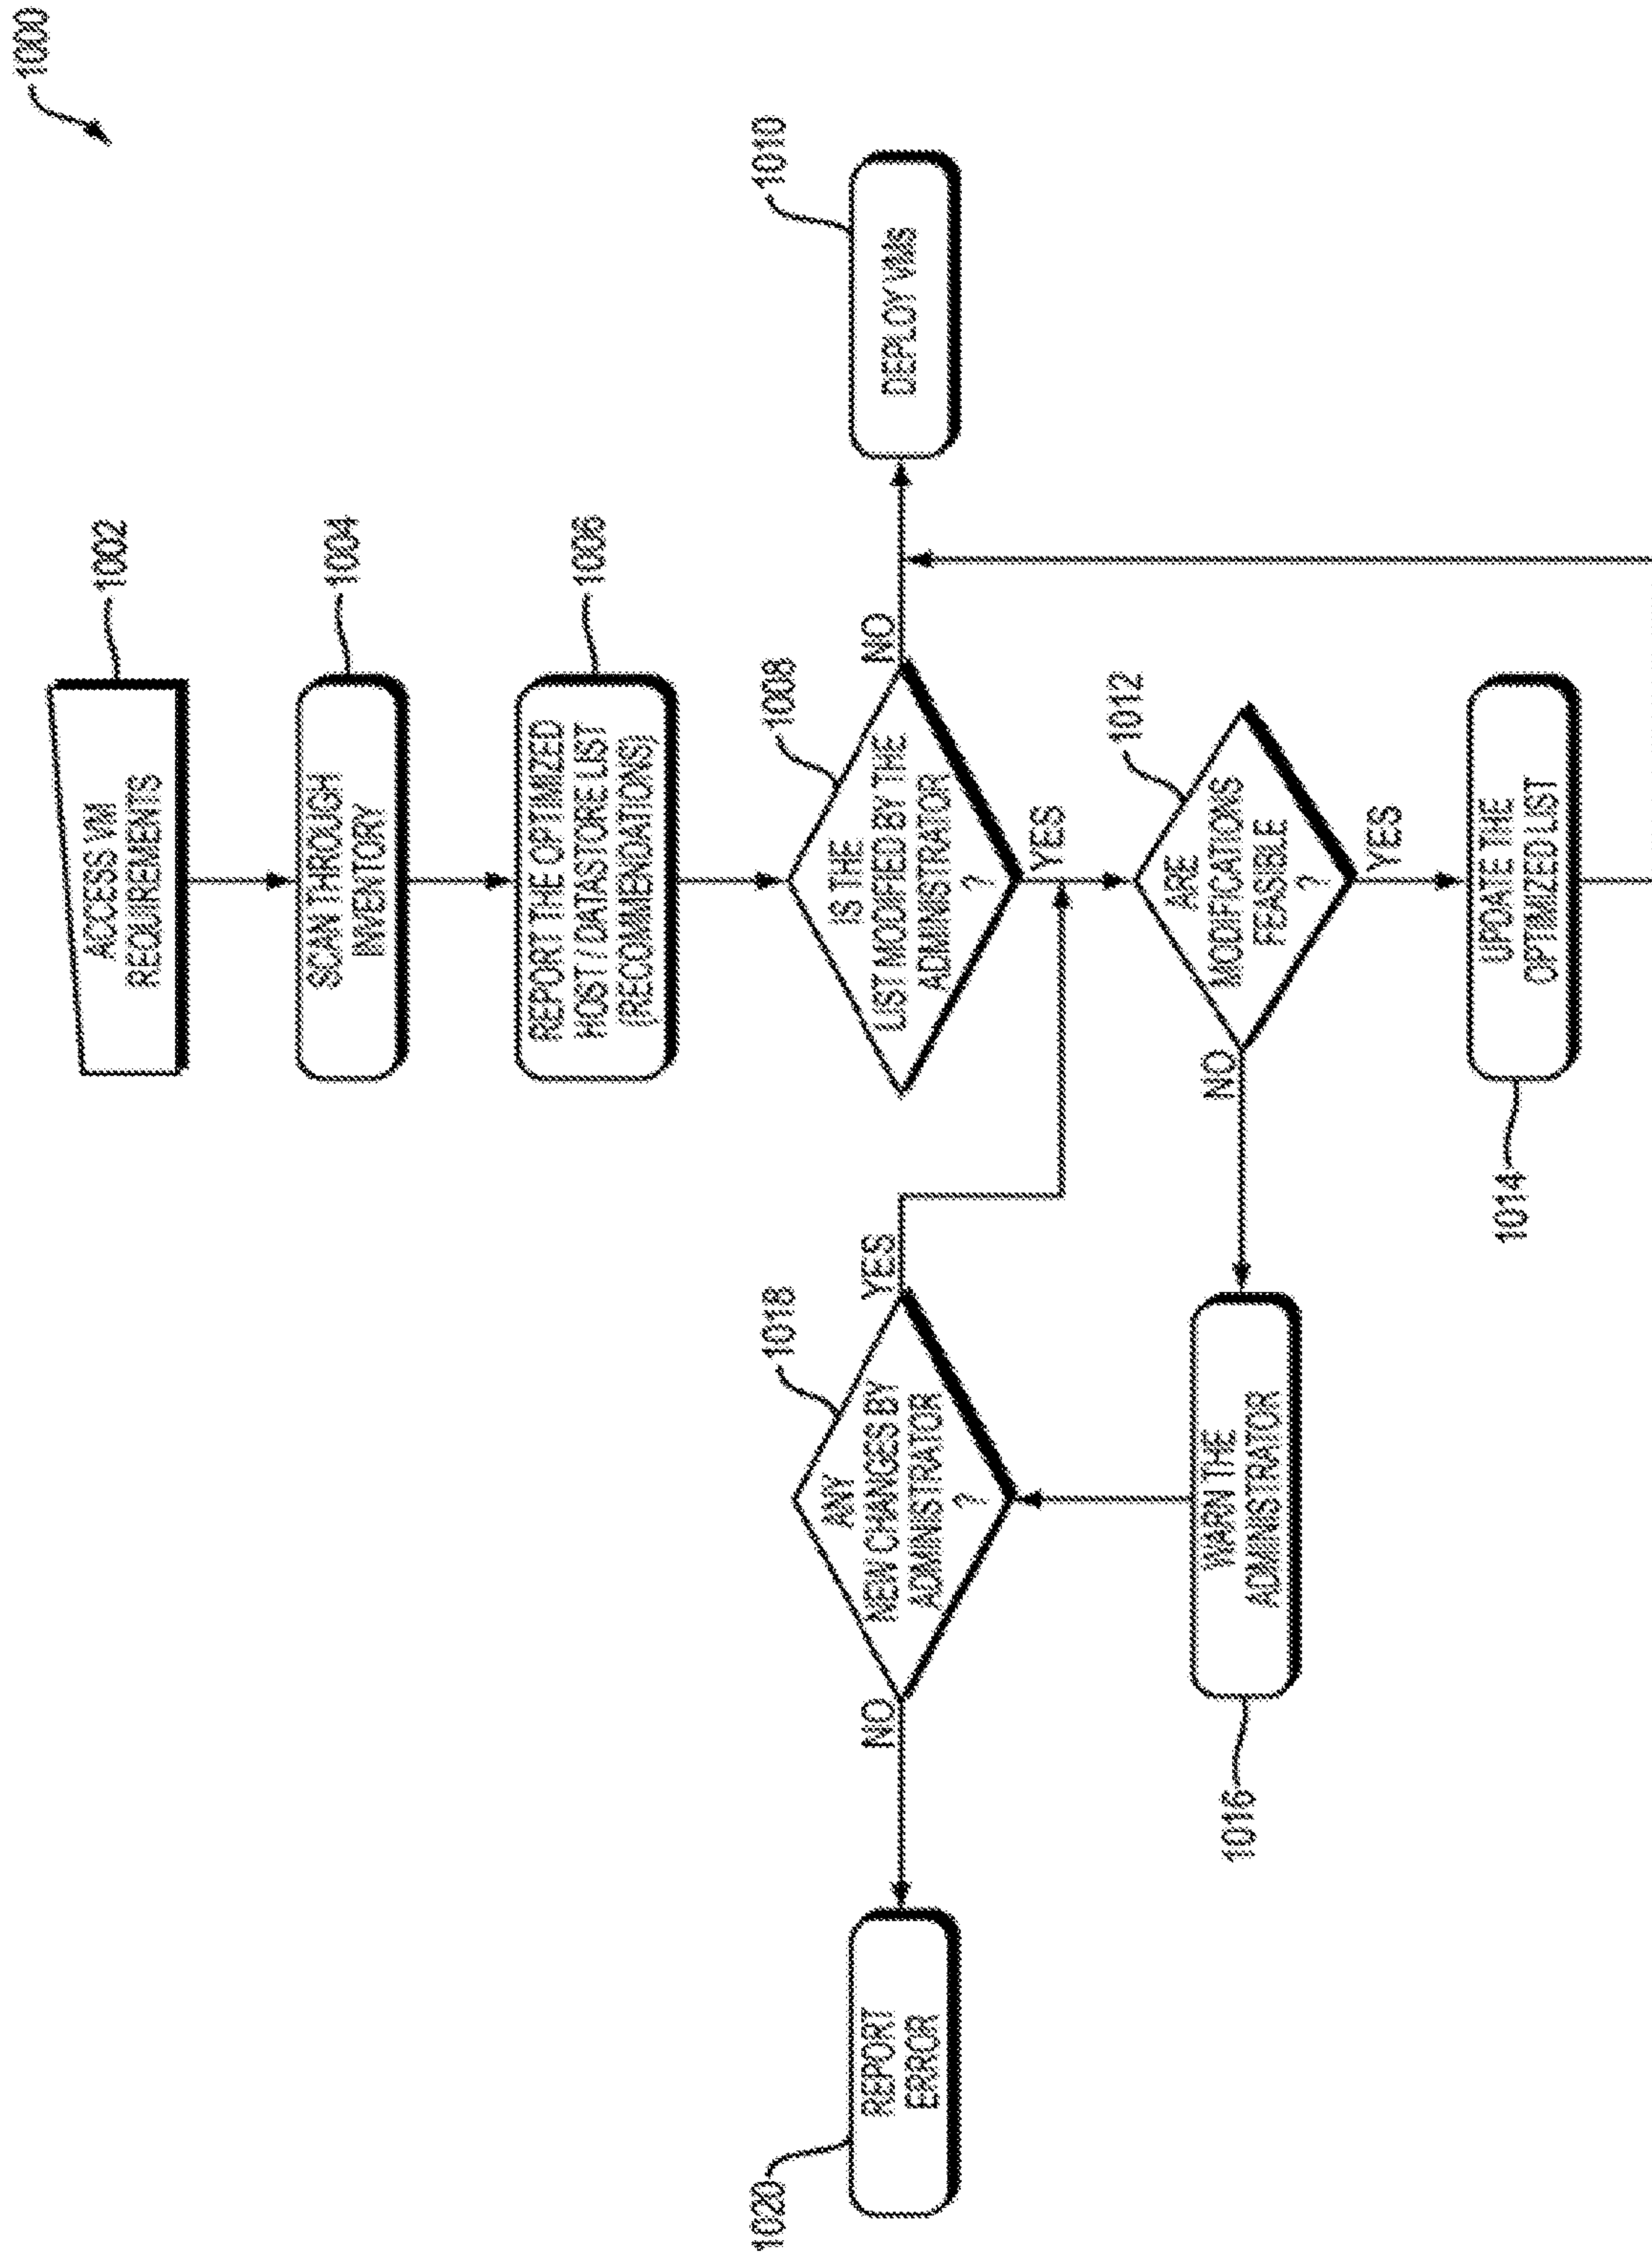 1000
ACCESS VM
REQUIREMENTS
1002
SCAN THROUGH
INVENTORY
1004
REPORT THE OPTIMIZED
HOST / DATASTORE LIST
(RECOMMENDATIONS)
1006
IS THE
LIST MODIFIED BY THE
ADMINISTRATOR
?
1008
NO
YES
DEPLOY VMs
1010
ARE
MODIFICATIONS
FEASIBLE
?
1012
NO
YES
UPDATE THE
OPTIMIZED LIST
1014
WARN THE
ADMINISTRATOR
1016
ANY
NEW CHANGES BY
ADMINISTRATOR
?
1018
YES
NO
REPORT
ERROR
1020